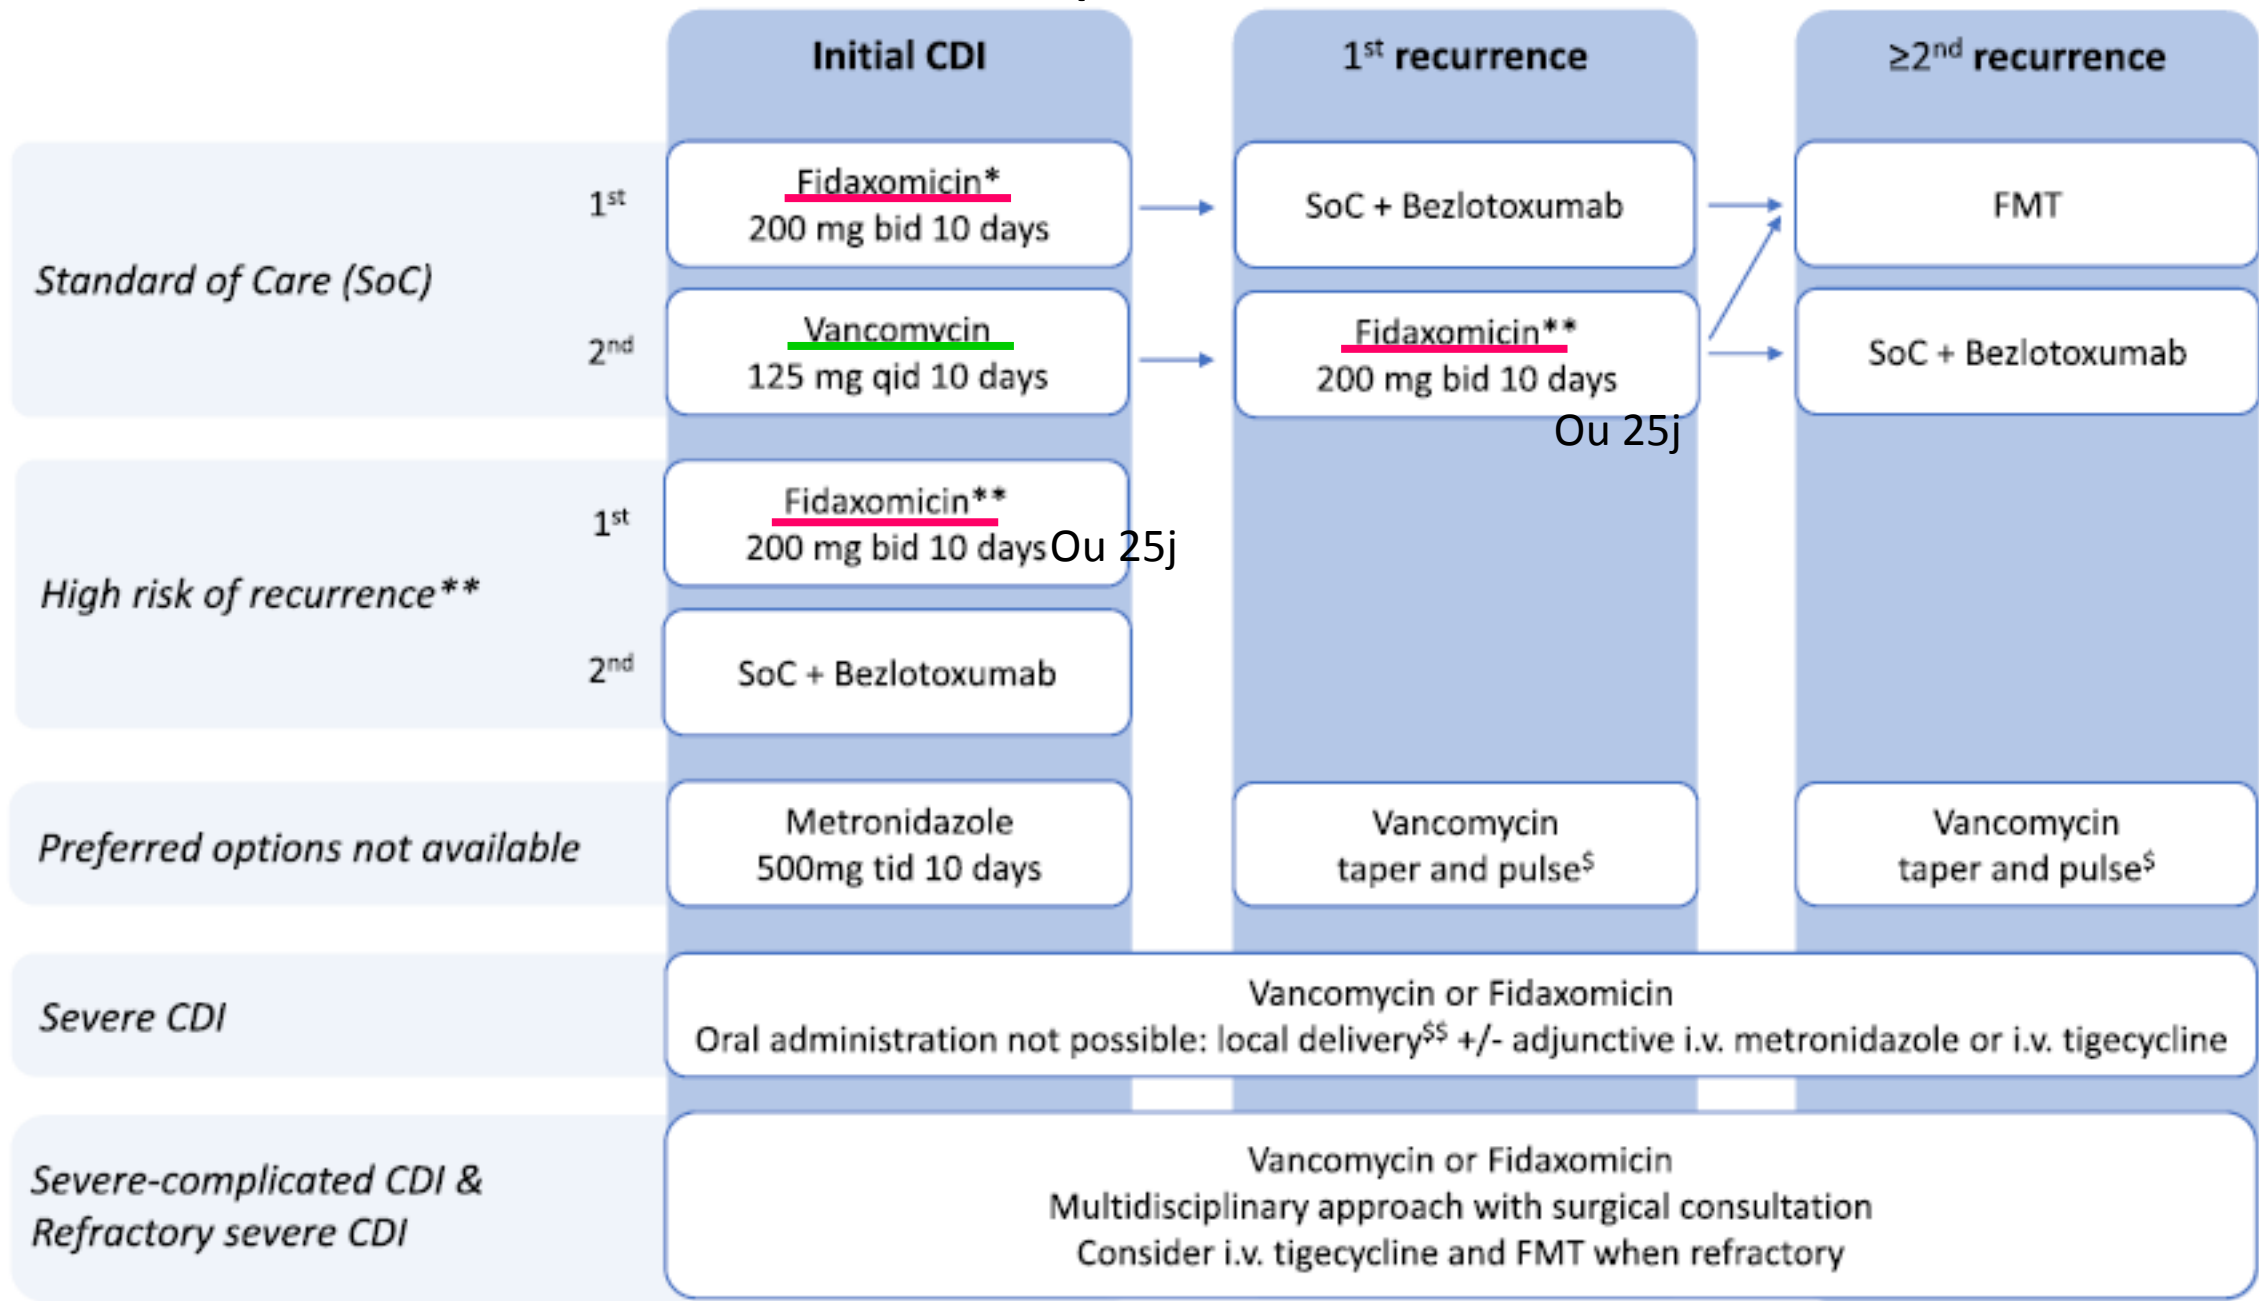 Initial CDI
1st recurrence
≥2nd recurrence
Standard of Care (SoC)
1st
Fidaxomicin*
200 mg bid 10 days
SoC + Bezlotoxumab
FMT
2nd
Vancomycin
125 mg qid 10 days
Fidaxomicin**
200 mg bid 10 days
Ou 25j
SoC + Bezlotoxumab
High risk of recurrence**
1st
Fidaxomicin**
200 mg bid 10 days Ou 25j
2nd
SoC + Bezlotoxumab
Preferred options not available
Metronidazole
500mg tid 10 days
Vancomycin
taper and pulse$
Vancomycin
taper and pulse$
Severe CDI
Vancomycin or Fidaxomicin
Oral administration not possible: local delivery$$ +/- adjunctive i.v. metronidazole or i.v. tigecycline
Severe-complicated CDI &
Refractory severe CDI
Vancomycin or Fidaxomicin
Multidisciplinary approach with surgical consultation
Consider i.v. tigecycline and FMT when refractory